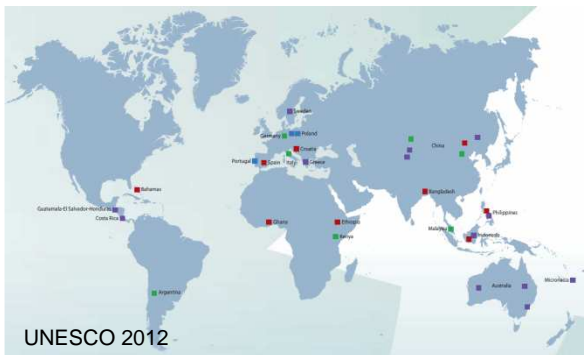 Sweden
Germany
Poland
Croatia
Portugal
Spain
Italy
Greece
China
Bahamas
Bangladesh
Guatemala-El Salvador-Honduras
Costa Rica
Philippines
Ghana
Ethiopia
Malaysia
Indonesia
Kenya
Micronesia
Australia
Argentina
UNESCO 2012